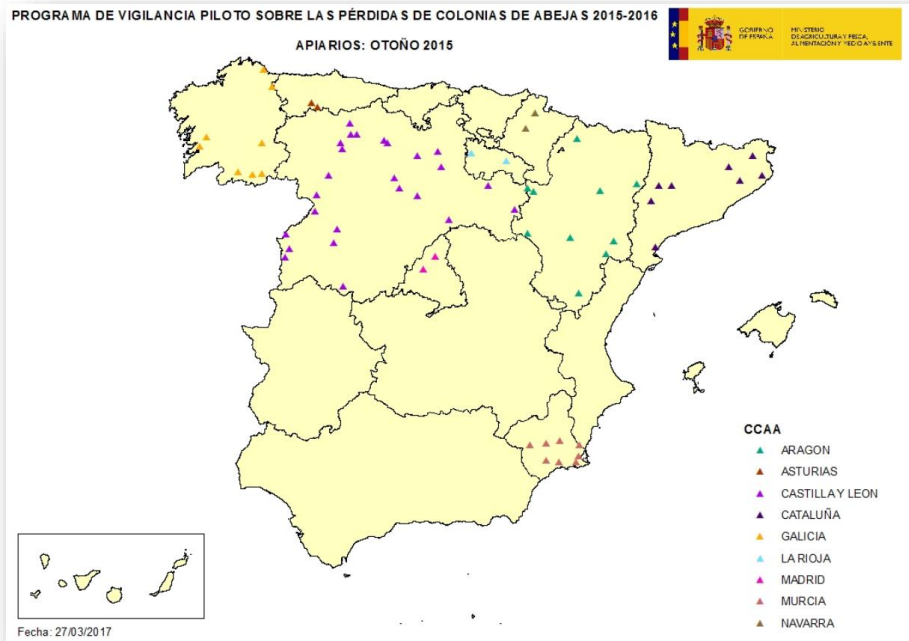 PROGRAMA DE VIGILANCIA PILOTO SOBRE LAS PÉRDIDAS DE COLONIAS DE ABEJAS 2015-2016
APIARIOS: OTOÑO 2015
GOBIERNO
DE ESPAÑA
MINISTERIO
DE AGRICULTURA Y PESCA,
ALIMENTACIÓN Y MEDIO AMBIENTE
CCAA
ARAGON
ASTURIAS
CASTILLA Y LEON
CATALUÑA
GALICIA
LA RIOJA
MADRID
MURCIA
NAVARRA
Fecha: 27/03/2017